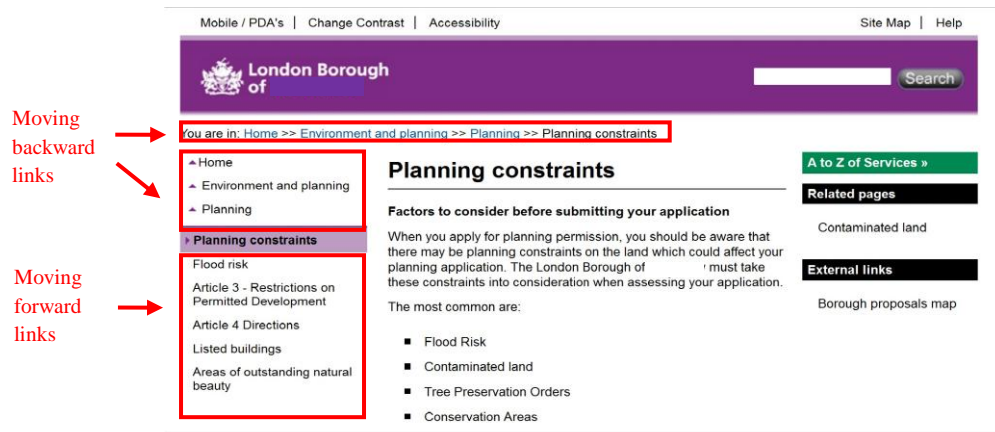 Mobile / PDA's | Change Contrast | Accessibility
Site Map | Help
London Borough
of
Search
Moving
backward
links
You are in: Home >> Environment and planning >> Planning >> Planning constraints
Home
Environment and planning
Planning
Planning constraints
Moving
forward
links
Flood risk
Article 3 - Restrictions on
Permitted Development
Article 4 Directions
Listed buildings
Areas of outstanding natural
beauty
Planning constraints
Factors to consider before submitting your application
When you apply for planning permission, you should be aware that
there may be planning constraints on the land which could affect your
planning application. The London Borough of must take
these constraints into consideration when assessing your application.
The most common are:
Flood Risk
Contaminated land
Tree Preservation Orders
Conservation Areas
A to Z of Services »
Related pages
Contaminated land
External links
Borough proposals map